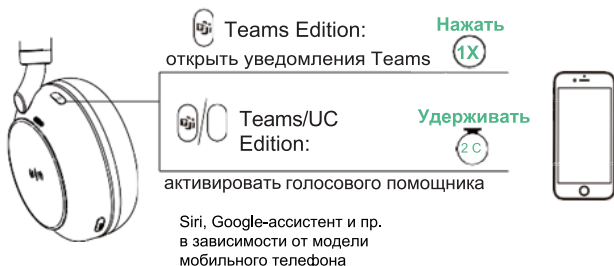 Teams Edition:
Нажать
открыть уведомления Teams
1X
Teams/UC
Edition:
Удерживать
2 С
активировать голосового помощника
Siri, Google-ассистент и пр.
в зависимости от модели
мобильного телефона